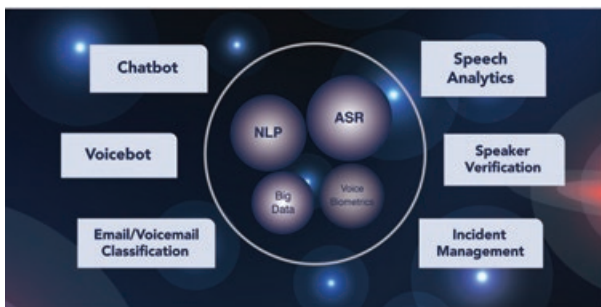 Chatbot
Voicebot
Email/Voicemail
Classification
NLP
ASR
Big
Data
Voice
Biometrics
Speech
Analytics
Speaker
Verification
Incident
Management